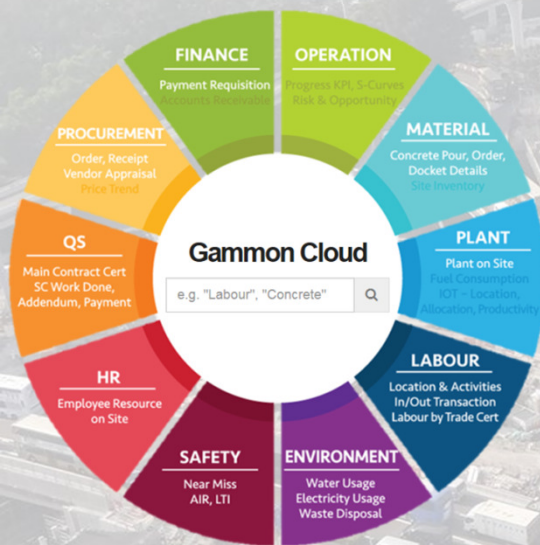 FINANCE
Payment Requisition
Accounts Receivable
OPERATION
Progress KPI, S-Curves
Risk & Opportunity
MATERIAL
Concrete Pour, Order,
Docket Details
Site Inventory
PLANT
Plant on Site
Fuel Consumption
IOT – Location,
Allocation, Productivity
LABOUR
Location & Activities
In/Out Transaction
Labour by Trade Cert
ENVIRONMENT
Water Usage
Electricity Usage
Waste Disposal
SAFETY
Near Miss
AIR, LTI
HR
Employee Resource
on Site
QS
Main Contract Cert
SC Work Done,
Addendum, Payment
PROCUREMENT
Order, Receipt
Vendor Appraisal
Price Trend
Gammon Cloud
e.g. "Labour", "Concrete"